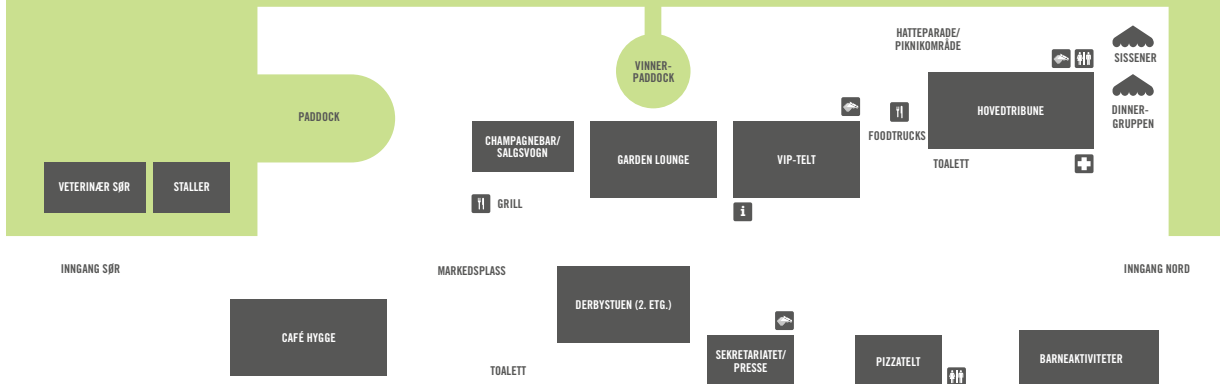 HATTEPARADE/
PIKNIKOMRÅDE
SISSENER
VINNER-
PADDOCK
PADDOCK
HOVEDTRIBUNE
DINNER-
GRUPPEN
CHAMPAGNEBAR/
SALGSVOGN
GARDEN LOUNGE
VIP-TELT
FOODTRUCKS
TOALETT
VETERINÆR SØR
STALLER
GRILL
i
INNGANG SØR
MARKEDSPLASS
INNGANG NORD
DERBYSTUEN (2. ETG.)
CAFÉ HYGGE
SEKRETARIATET/
PRESSE
PIZZATELT
BARNEAKTIVITETER
TOALETT